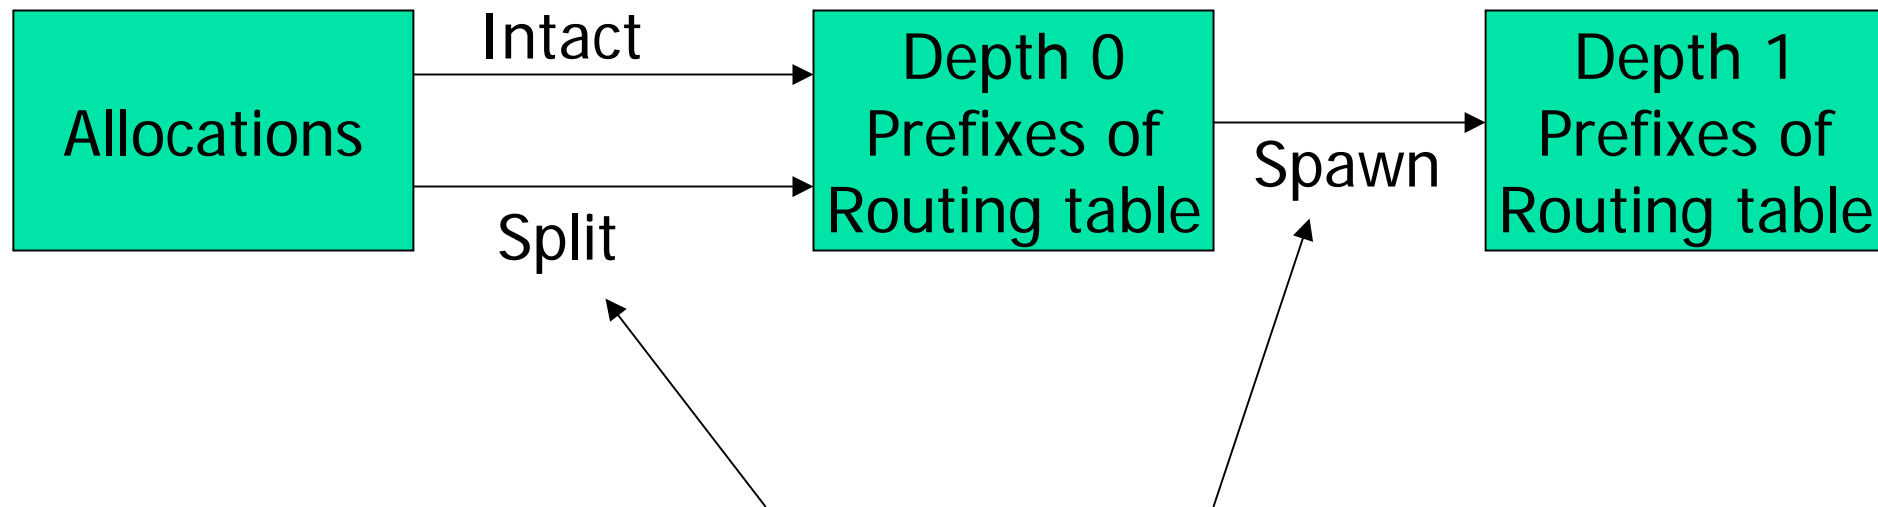 Allocations
Intact
Split
Depth 0
Prefixes of
Routing table
Spawn
Depth 1
Prefixes of
Routing table